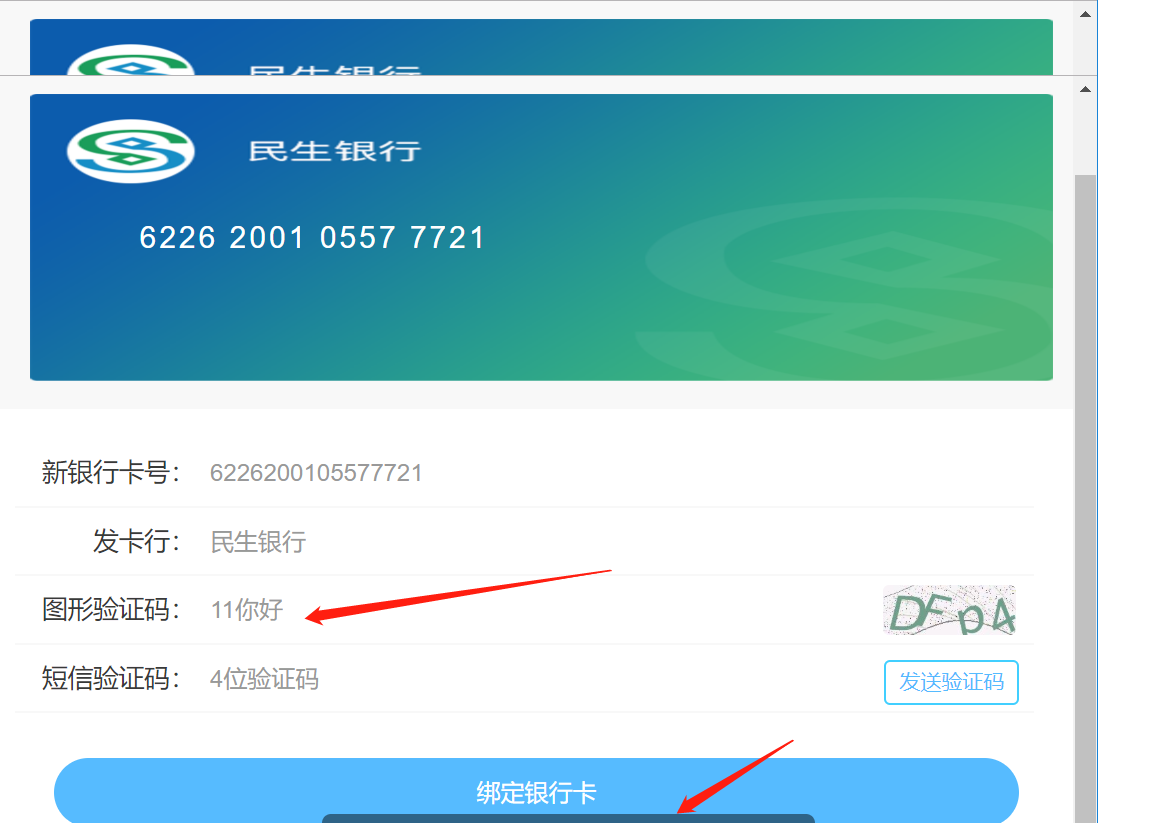 民生银行
民生银行
6226 2001 0557 7721
新银行卡号： 6226200105577721
发卡行： 民生银行
图形验证码： 11你好 DFp4
短信验证码： 4位验证码 发送验证码
绑定银行卡